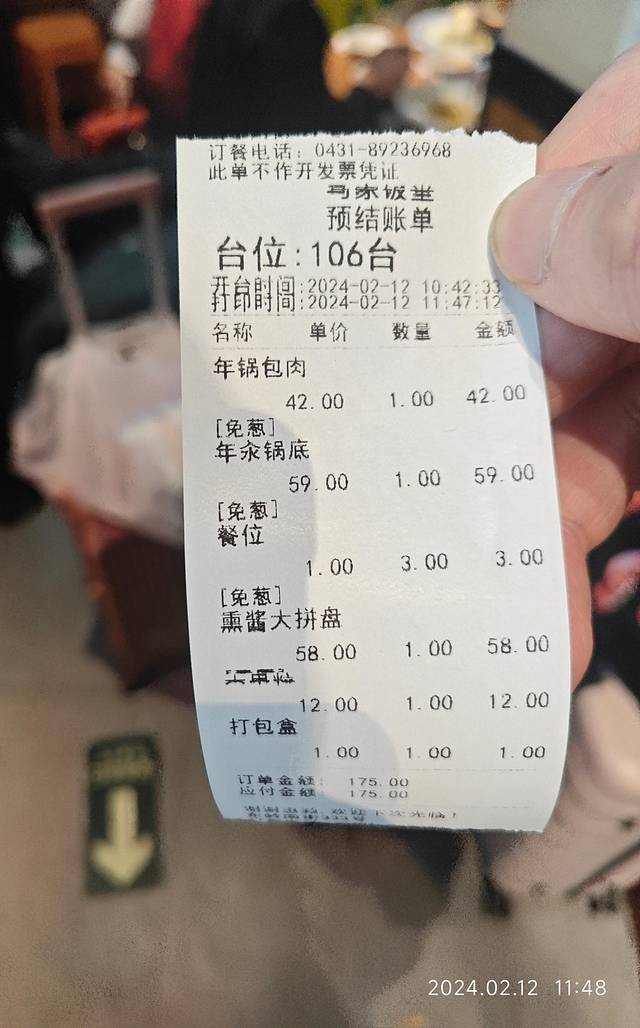 订餐电话: 0431-89236968
此单不作开发票凭证
预结账单
台位:106台
开台时间:2024-02-12 10:42:33
打印时间:2024-02-12 11:47:12
名称 单价 数量 金额
年锅包肉
42.00 1.00 42.00
[免葱]
年汆锅底
59.00 1.00 59.00
[免葱]
餐位
1.00 3.00 3.00
[免葱]
熏酱大拼盘
58.00 1.00 58.00
12.00 1.00 12.00
打包盒
1.00 1.00 1.00
订单金额: 175.00
应付金额: 175.00
欢迎下次光临!
2024.02.12 11:48